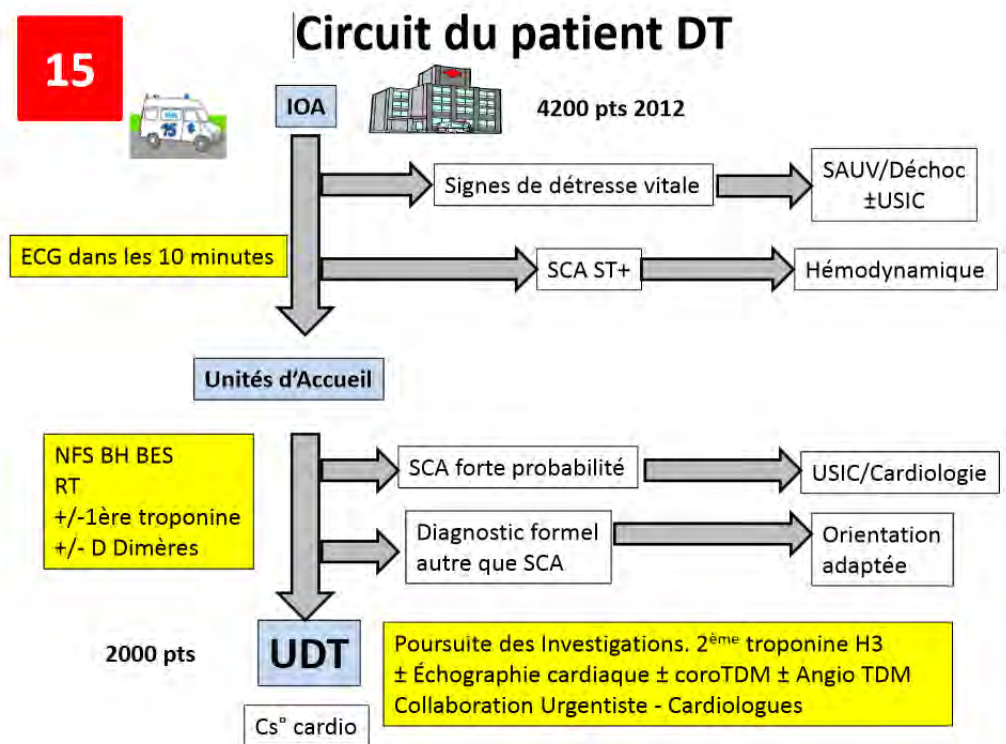 Circuit du patient DT
15
IOA
4200 pts 2012
Signes de détresse vitale
SAUV/Déchoc
±USIC
ECG dans les 10 minutes
SCA ST+
Hémodynamique
Unités d'Accueil
NFS BH BES
RT
+/-1ère troponine
+/- D Dimères
SCA forte probabilité
USIC/Cardiologie
Diagnostic formel
autre que SCA
Orientation
adaptée
2000 pts
UDT
Poursuite des Investigations. 2ème troponine H3
± Échographie cardiaque ± coroTDM ± Angio TDM
Collaboration Urgentiste - Cardiologues
Cs° cardio